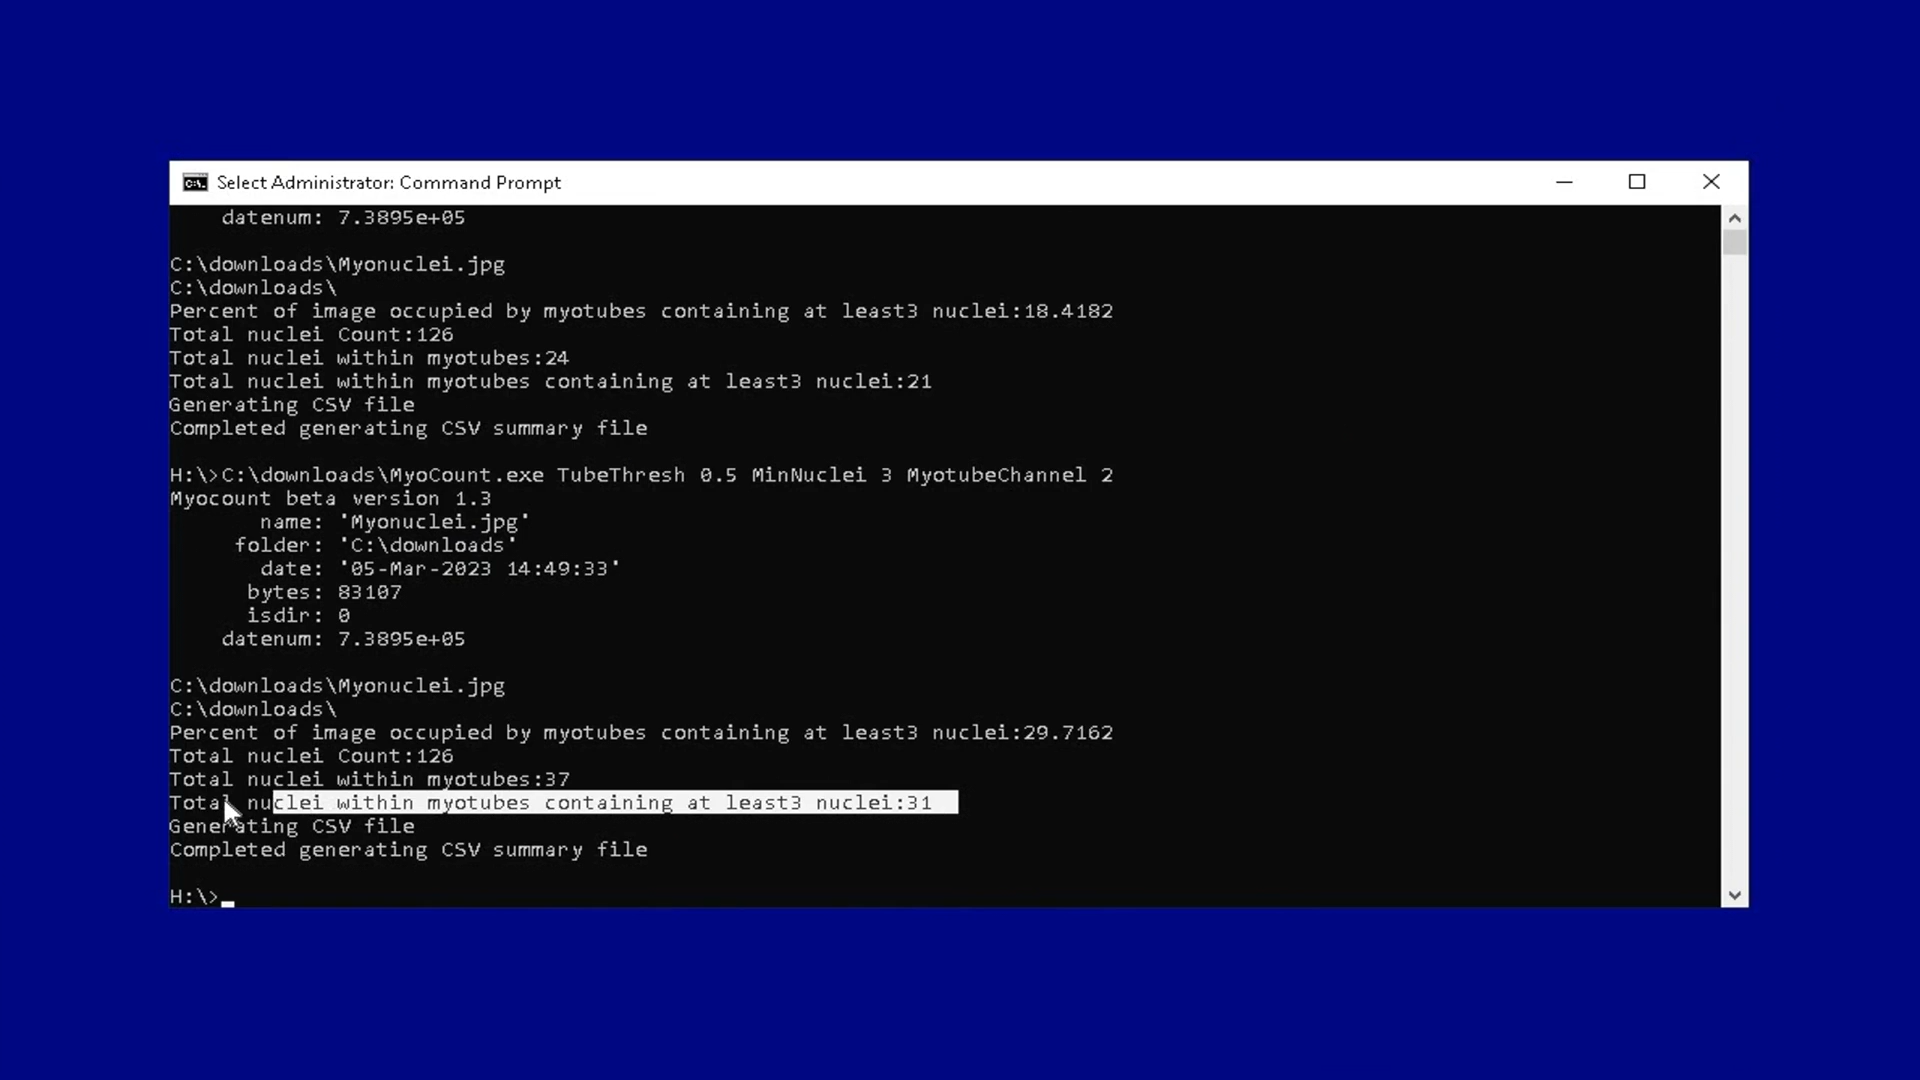 Select Administrator: Command Prompt
datenum: 7.3895e+05
C:\downloads\Myonuclei.jpg
C:\downloads\
Percent of image occupied by myotubes containing at least3 nuclei:18.4182
Total nuclei Count:126
Total nuclei within myotubes:24
Total nuclei within myotubes containing at least3 nuclei:21
Generating CSV file
Completed generating CSV summary file
H:\>C:\downloads\MyoCount.exe TubeThresh 0.5 MinNuclei 3 MyotubeChannel 2
Myocount beta version 1.3
name: 'Myonuclei.jpg'
folder: 'C:\downloads'
date: '05-Mar-2023 14:49:33'
bytes: 83107
isdir: 0
datenum: 7.3895e+05
C:\downloads\Myonuclei.jpg
C:\downloads\
Percent of image occupied by myotubes containing at least3 nuclei:29.7162
Total nuclei Count:126
Total nuclei within myotubes:37
Total nuclei within myotubes containing at least3 nuclei:31
Generating CSV file
Completed generating CSV summary file
H:\>